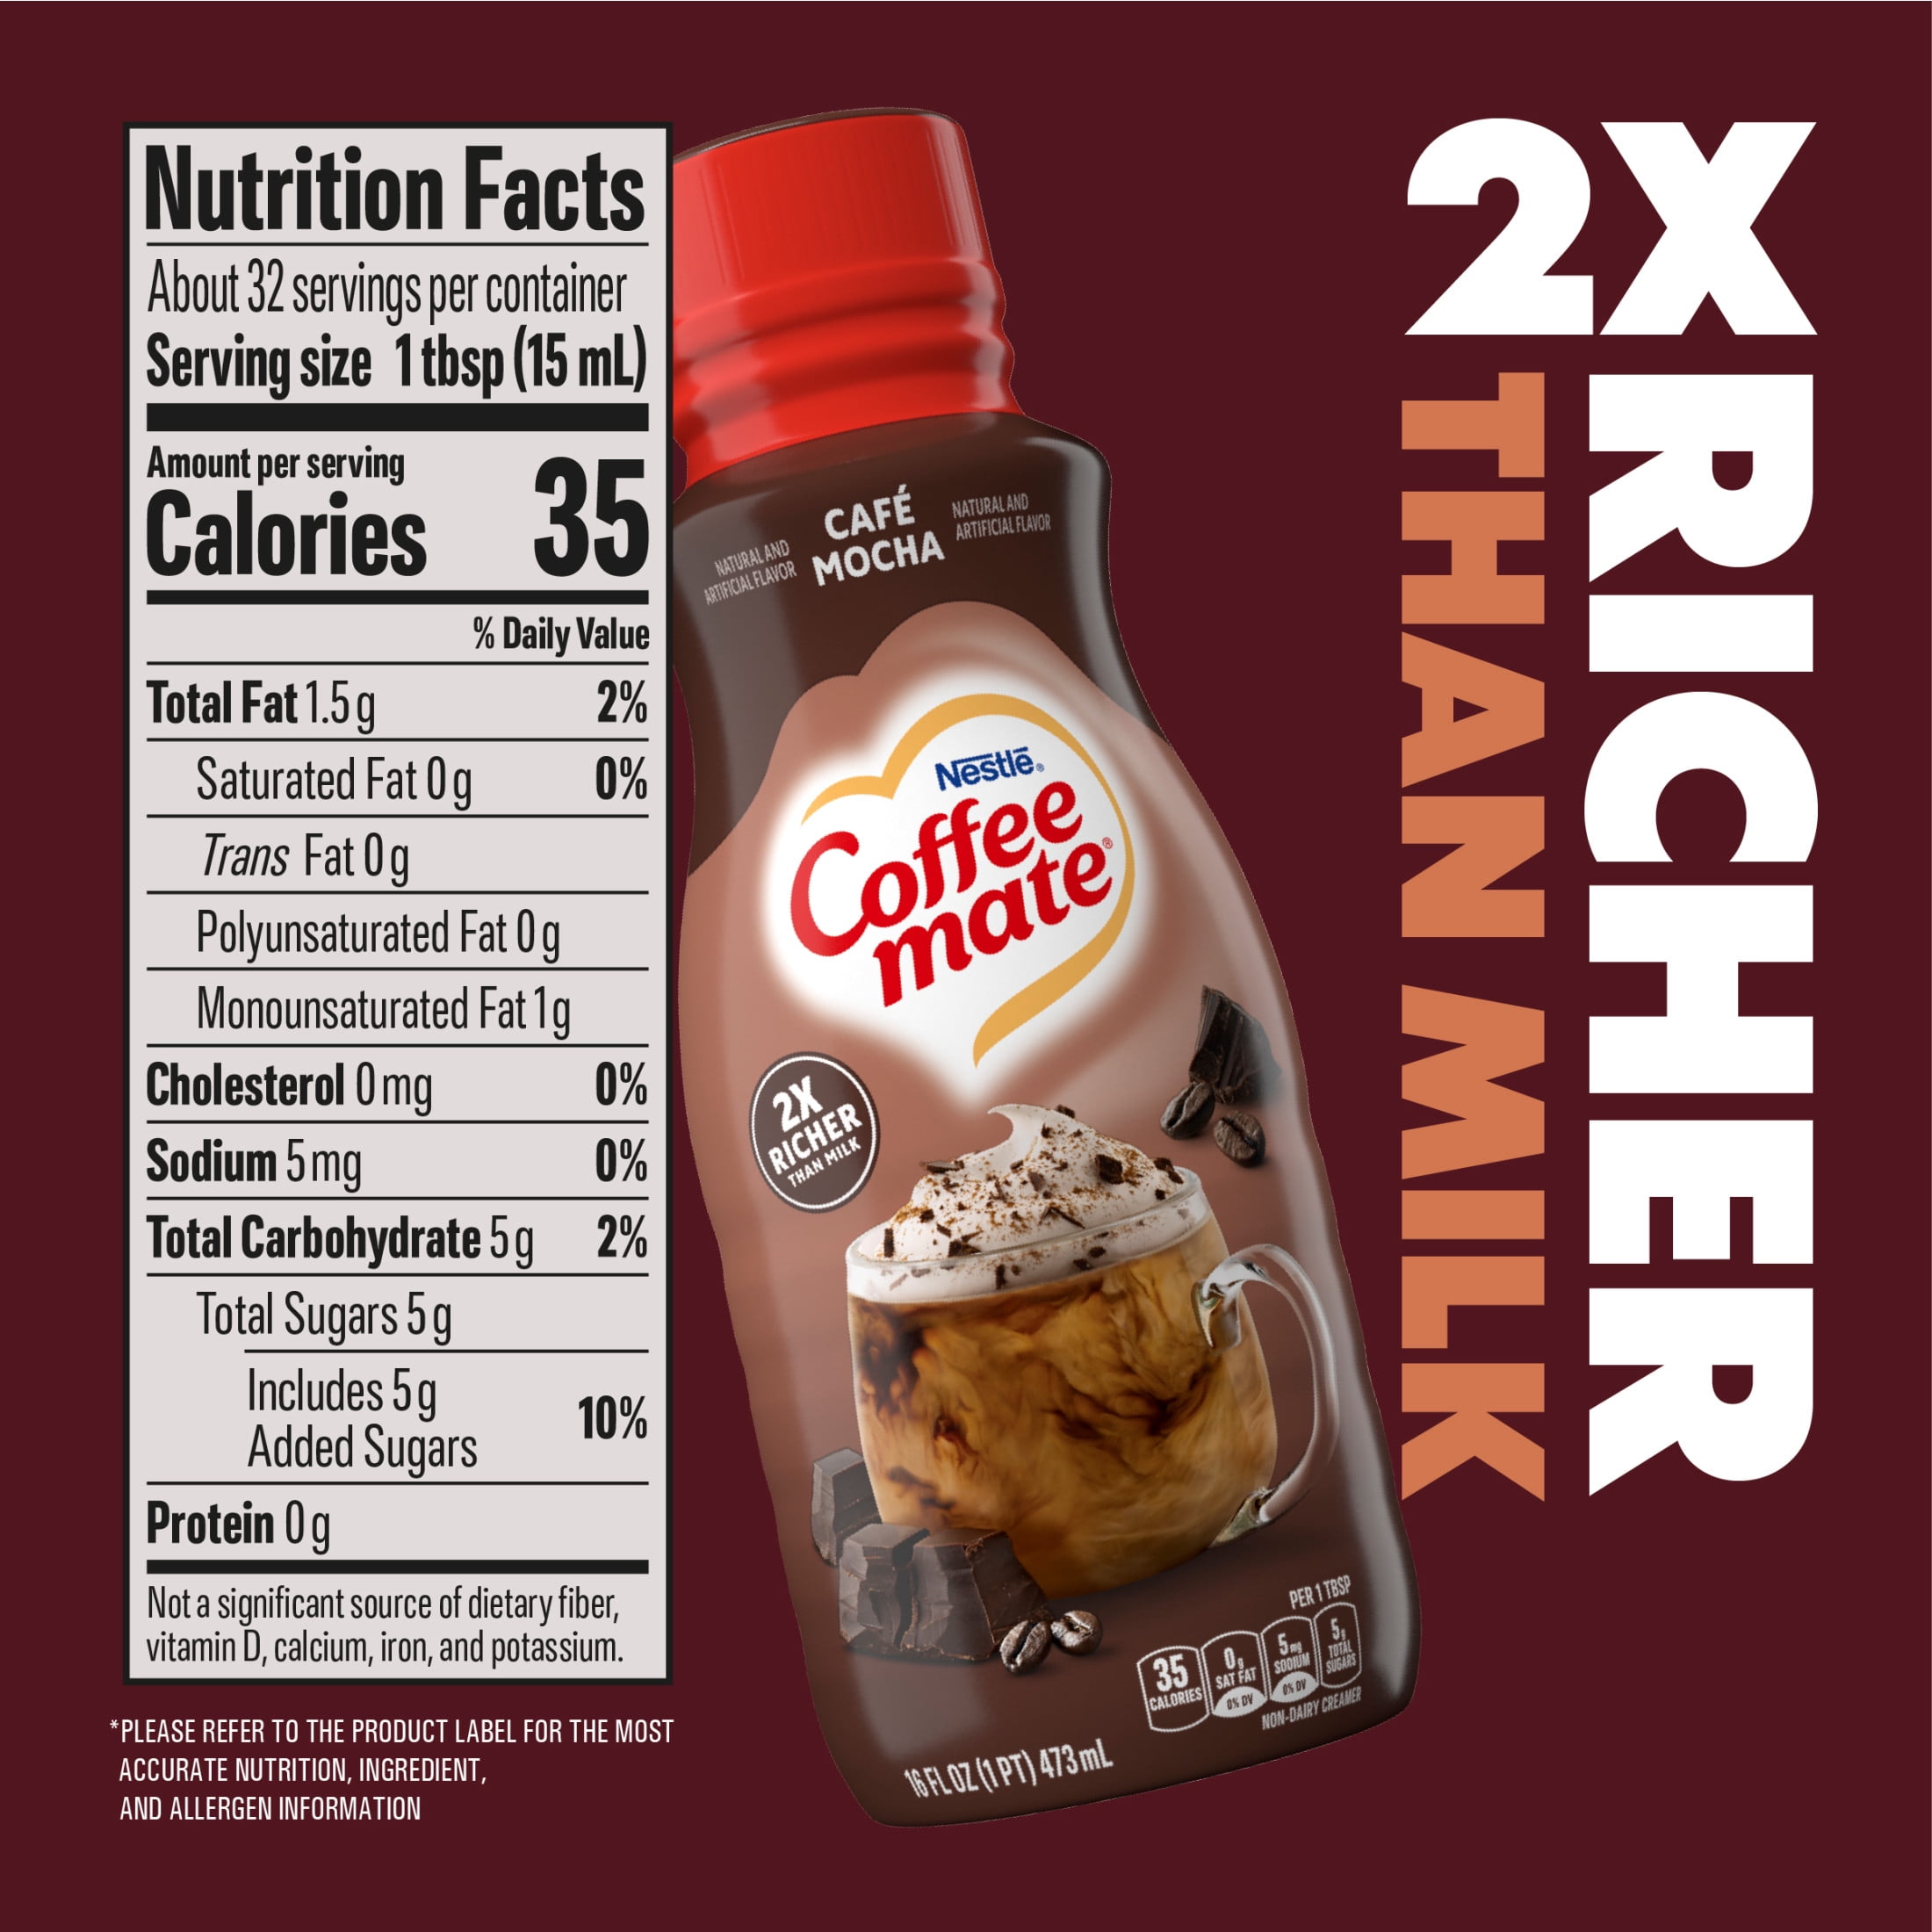 Nutrition Facts
About 32 servings per container
Serving size 1 tbsp (15 mL)
Amount per serving
Calories 35
% Daily Value
Total Fat 1.5 g 2%
Saturated Fat 0 g 0%
Trans Fat 0 g
Polyunsaturated Fat 0 g
Monounsaturated Fat 1 g
Cholesterol 0 mg 0%
Sodium 5 mg 0%
Total Carbohydrate 5 g 2%
Total Sugars 5 g
Includes 5 g
Added Sugars 10%
Protein 0 g
Not a significant source of dietary fiber,
vitamin D, calcium, iron, and potassium.
*PLEASE REFER TO THE PRODUCT LABEL FOR THE MOST
ACCURATE NUTRITION, INGREDIENT,
AND ALLERGEN INFORMATION
NATURAL AND
ARTIFICIAL FLAVOR
CAFÉ
MOCHA
NATURAL AND
ARTIFICIAL FLAVOR
Nestlé®
Coffee
mate®
2X
RICHER
THAN MILK
PER 1 TBSP
35
CALORIES
0g
SAT FAT
0% DV
5mg
SODIUM
0% DV
5g
TOTAL
SUGARS
NON-DAIRY CREAMER
16 FL OZ (1 PT) 473 mL
2X
RICHER
THAN MILK